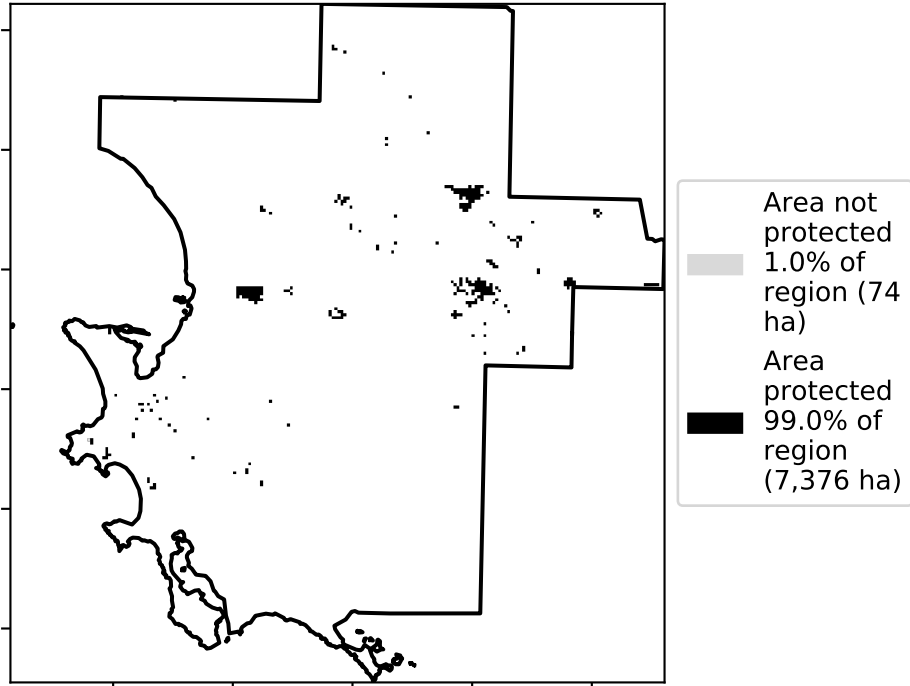 Area not
protected
1.0% of
region (74
ha)
Area
protected
99.0% of
region
(7,376 ha)